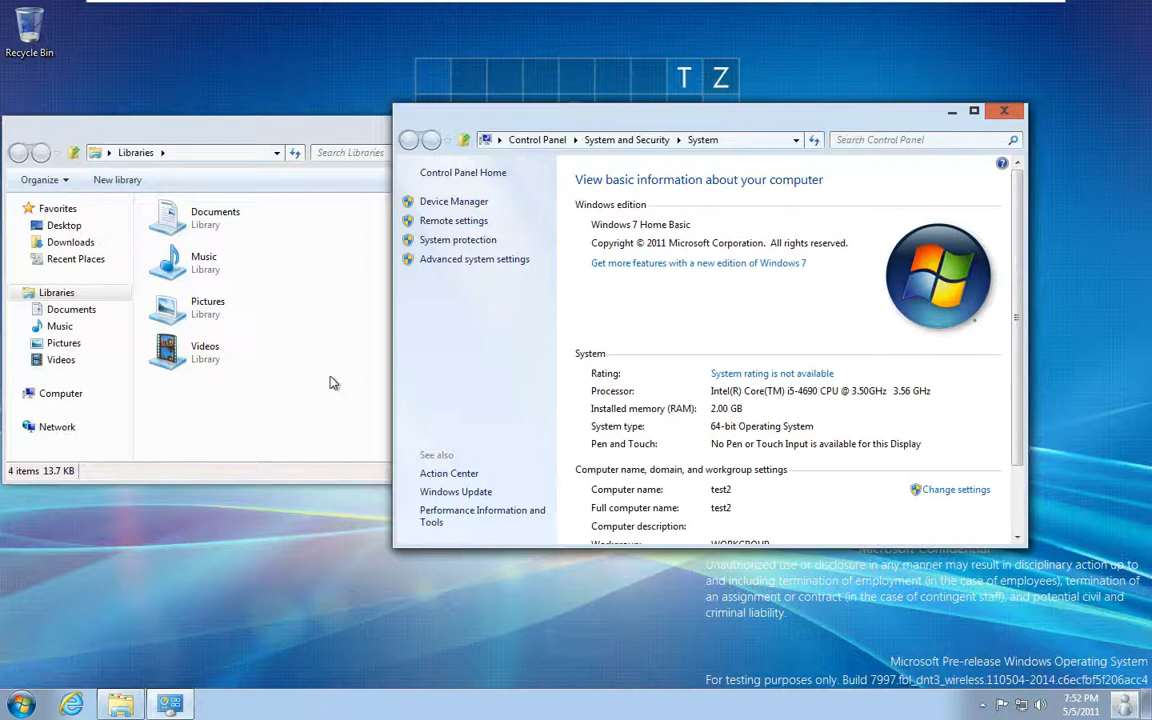 Recycle Bin
T Z
Libraries
Search Libraries
Organize
New library
Favorites
Desktop
Downloads
Recent Places
Libraries
Documents
Music
Pictures
Videos
Computer
Network
Documents
Library
Music
Library
Pictures
Library
Videos
Library
4 items 13.7 KB
Control Panel
System and Security
System
Search Control Panel
Control Panel Home
Device Manager
Remote settings
System protection
Advanced system settings
See also
Action Center
Windows Update
Performance Information and
Tools
View basic information about your computer
Windows edition
Windows 7 Home Basic
Copyright © 2011 Microsoft Corporation. All rights reserved.
Get more features with a new edition of Windows 7
System
Rating: System rating is not available
Processor: Intel(R) Core(TM) i5-4690 CPU @ 3.50GHz 3.56 GHz
Installed memory (RAM): 2.00 GB
System type: 64-bit Operating System
Pen and Touch: No Pen or Touch Input is available for this Display
Computer name, domain, and workgroup settings
Computer name: test2
Change settings
Full computer name: test2
Computer description:
Workgroup: WORKGROUP
Microsoft Confidential
Unauthorized use or disclosure in any manner may result in disciplinary action up to
and including termination of employment (in the case of employees), termination of
an assignment or contract (in the case of contingent staff), and potential civil and
criminal liability.
Microsoft Pre-release Windows Operating System
For testing purposes only. Build 7997.fbl_dnt3_wireless.110504-2014.c6ecfbf5f206acc4
7:52 PM
5/5/2011